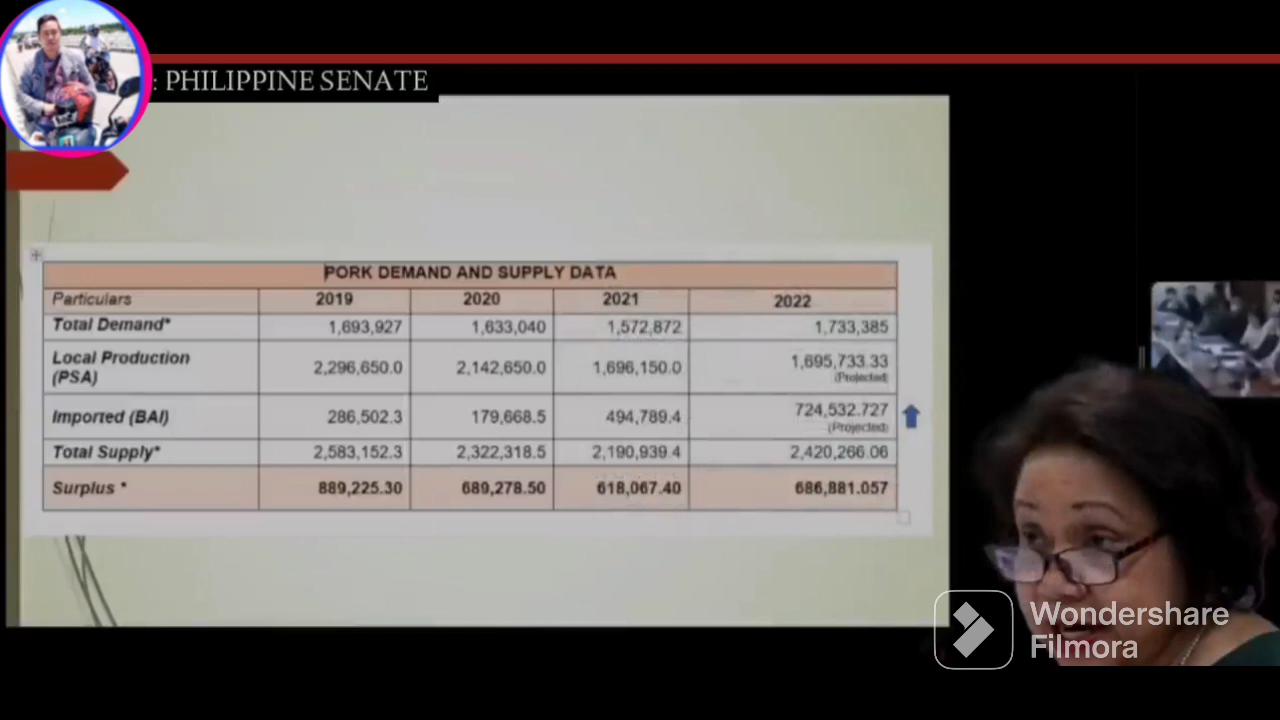 : PHILIPPINE SENATE
PORK DEMAND AND SUPPLY DATA
Particulars 2019 2020 2021 2022
Total Demand* 1,693,927 1,633,040 1,572,872 1,733,385
Local Production (PSA) 2,296,650.0 2,142,650.0 1,696,150.0 1,695,733.33 (Projected)
Imported (BAI) 286,502.3 179,668.5 494,789.4 724,532.727 (Projected)
Total Supply* 2,583,152.3 2,322,318.5 2,190,939.4 2,420,266.06
Surplus * 889,225.30 689,278.50 618,067.40 686,881.057
Wondershare
Filmora